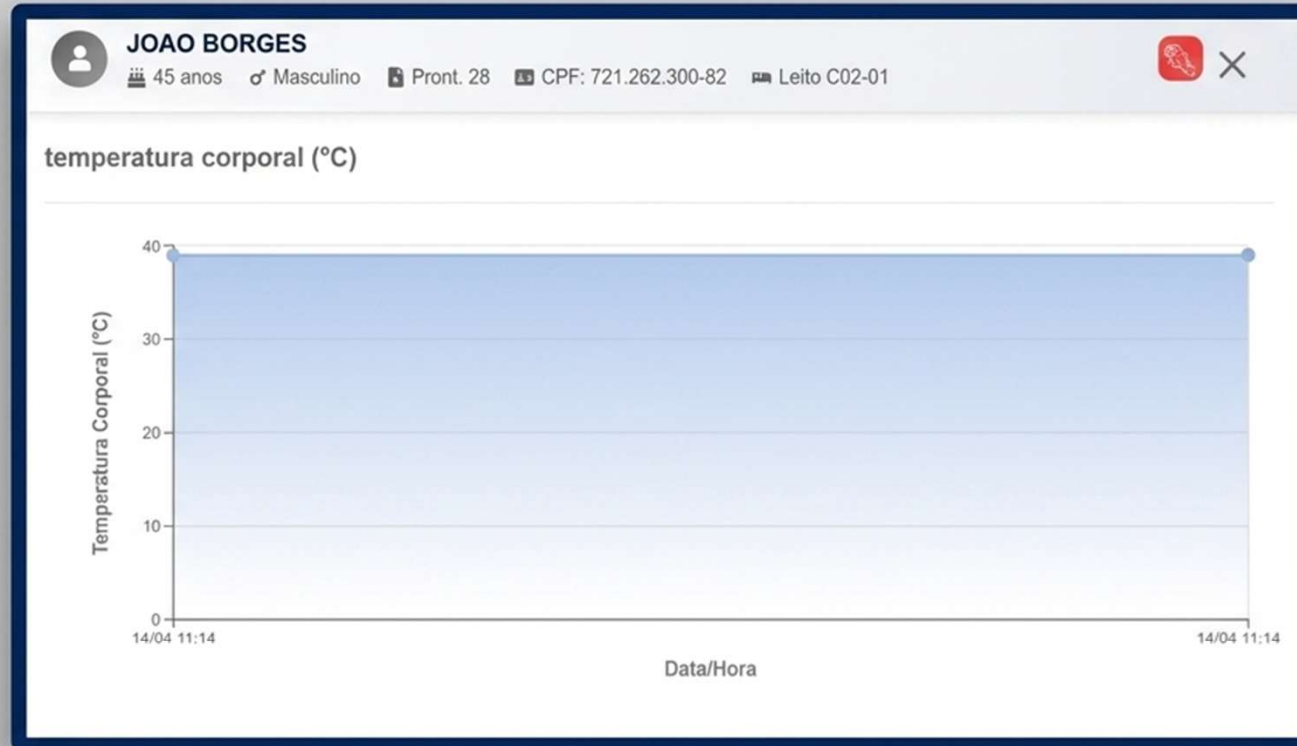 JOAO BORGES
45 anos Masculino Pront. 28 CPF: 721.262.300-82 Leito C02-01
temperatura corporal (°C)
Temperatura Corporal (°C)
40
30
20
10
0
14/04 11:14 14/04 11:14
Data/Hora